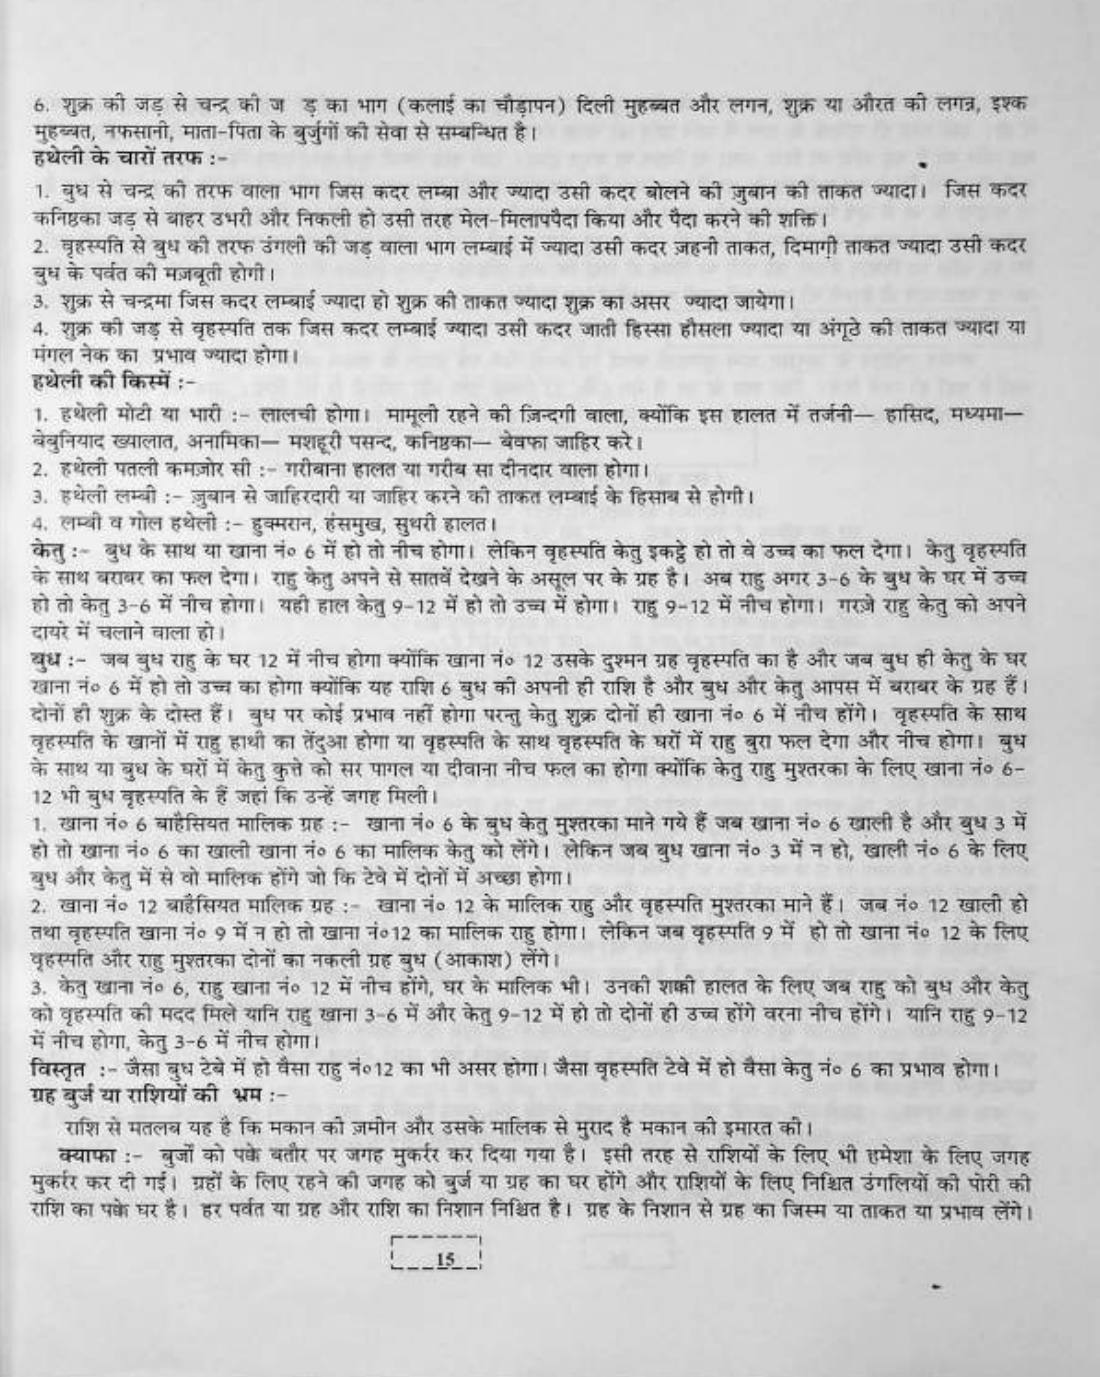 6. शुक्र की जड़ से चन्द्र की ज ड़ का भाग (कलाई का चौड़ापन) दिली मुहब्बत और लगन, शुक्र या औरत की लगन्न, इश्क
मुहब्बत, नफसानी, माता-पिता के बुर्जुगों की सेवा से सम्बन्धित है।
हथेली के चारों तरफ :-
1. बुध से चन्द्र की तरफ वाला भाग जिस कदर लम्बा और ज्यादा उसी कदर बोलने की ज़ुबान की ताकत ज्यादा। जिस कदर
कनिष्ठका जड़ से बाहर उभरी और निकली हो उसी तरह मेल-मिलापपैदा किया और पैदा करने की शक्ति।
2. वृहस्पति से बुध की तरफ उंगली की जड़ वाला भाग लम्बाई में ज्यादा उसी कदर ज़हनी ताकत, दिमागी ताकत ज्यादा उसी कदर
बुध के पर्वत की मज़बूती होगी।
3. शुक्र से चन्द्रमा जिस कदर लम्बाई ज्यादा हो शुक्र की ताकत ज्यादा शुक्र का असर ज्यादा जायेगा।
4. शुक्र की जड़ से वृहस्पति तक जिस कदर लम्बाई ज्यादा उसी कदर जाती हिस्सा हौसला ज्यादा या अंगूठे की ताकत ज्यादा या
मंगल नेक का प्रभाव ज्यादा होगा।
हथेली की किस्में :-
1. हथेली मोटी या भारी :- लालची होगा। मामूली रहने की ज़िन्दगी वाला, क्योंकि इस हालत में तर्जनी— हासिद, मध्यमा—
बेबुनियाद ख्यालात, अनामिका— मशहूरी पसन्द, कनिष्ठका— बेवफा जाहिर करे।
2. हथेली पतली कमज़ोर सी :- गरीबाना हालत या गरीब सा दीनदार वाला होगा।
3. हथेली लम्बी :- ज़ुबान से जाहिरदारी या जाहिर करने की ताकत लम्बाई के हिसाब से होगी।
4. लम्बी व गोल हथेली :- हुक्मरान, हंसमुख, सुथरी हालत।
केतु :- बुध के साथ या खाना नं० 6 में हो तो नीच होगा। लेकिन वृहस्पति केतु इकट्ठे हो तो वे उच्च का फल देगा। केतु वृहस्पति
के साथ बराबर का फल देगा। राहु केतु अपने से सातवें देखने के असूल पर के ग्रह है। अब राहु अगर 3-6 के बुध के घर में उच्च
हो तो केतु 3-6 में नीच होगा। यही हाल केतु 9-12 में हो तो उच्च में होगा। राहु 9-12 में नीच होगा। गरज़े राहु केतु को अपने
दायरे में चलाने वाला हो।
बुध :- जब बुध राहु के घर 12 में नीच होगा क्योंकि खाना नं० 12 उसके दुश्मन ग्रह वृहस्पति का है और जब बुध ही केतु के घर
खाना नं० 6 में हो तो उच्च का होगा क्योंकि यह राशि 6 बुध की अपनी ही राशि है और बुध और केतु आपस में बराबर के ग्रह हैं।
दोनों ही शुक्र के दोस्त हैं। बुध पर कोई प्रभाव नहीं होगा परन्तु केतु शुक्र दोनों ही खाना नं० 6 में नीच होंगे। वृहस्पति के साथ
वृहस्पति के खानों में राहु हाथी का तेंदुआ होगा या वृहस्पति के साथ वृहस्पति के घरों में राहु बुरा फल देगा और नीच होगा। बुध
के साथ या बुध के घरों में केतु कुत्ते को सर पागल या दीवाना नीच फल का होगा क्योंकि केतु राहु मुश्तरका के लिए खाना नं० 6-
12 भी बुध वृहस्पति के हैं जहां कि उन्हें जगह मिली।
1. खाना नं० 6 बाहैसियत मालिक ग्रह :- खाना नं० 6 के बुध केतु मुश्तरका माने गये हैं जब खाना नं० 6 खाली है और बुध 3 में
हो तो खाना नं० 6 का खाली खाना नं० 6 का मालिक केतु को लेंगे। लेकिन जब बुध खाना नं० 3 में न हो, खाली नं० 6 के लिए
बुध और केतु में से वो मालिक होंगे जो कि टेवे में दोनों में अच्छा होगा।
2. खाना नं० 12 बाहैसियत मालिक ग्रह :- खाना नं० 12 के मालिक राहु और वृहस्पति मुश्तरका माने हैं। जब नं० 12 खाली हो
तथा वृहस्पति खाना नं० 9 में न हो तो खाना नं०12 का मालिक राहु होगा। लेकिन जब वृहस्पति 9 में हो तो खाना नं० 12 के लिए
वृहस्पति और राहु मुश्तरका दोनों का नकली ग्रह बुध (आकाश) लेंगे।
3. केतु खाना नं० 6, राहु खाना नं० 12 में नीच होंगे, घर के मालिक भी। उनकी शक्की हालत के लिए जब राहु को बुध और केतु
को वृहस्पति की मदद मिले यानि राहु खाना 3-6 में और केतु 9-12 में हो तो दोनों ही उच्च होंगे वरना नीच होंगे। यानि राहु 9-12
में नीच होगा, केतु 3-6 में नीच होगा।
विस्तृत :- जैसा बुध टेबे में हो वैसा राहु नं०12 का भी असर होगा। जैसा वृहस्पति टेवे में हो वैसा केतु नं० 6 का प्रभाव होगा।
ग्रह बुर्ज या राशियों की भ्रम :-
राशि से मतलब यह है कि मकान की ज़मीन और उसके मालिक से मुराद है मकान की इमारत की।
क्याफा :- बुर्जों को पक्के बतौर पर जगह मुकर्रर कर दिया गया है। इसी तरह से राशियों के लिए भी हमेशा के लिए जगह
मुकर्रर कर दी गई। ग्रहों के लिए रहने की जगह को बुर्ज या ग्रह का घर होंगे और राशियों के लिए निश्चित उंगलियों की पोरी की
राशि का पक्के घर है। हर पर्वत या ग्रह और राशि का निशान निश्चित है। ग्रह के निशान से ग्रह का जिस्म या ताकत या प्रभाव लेंगे।
15